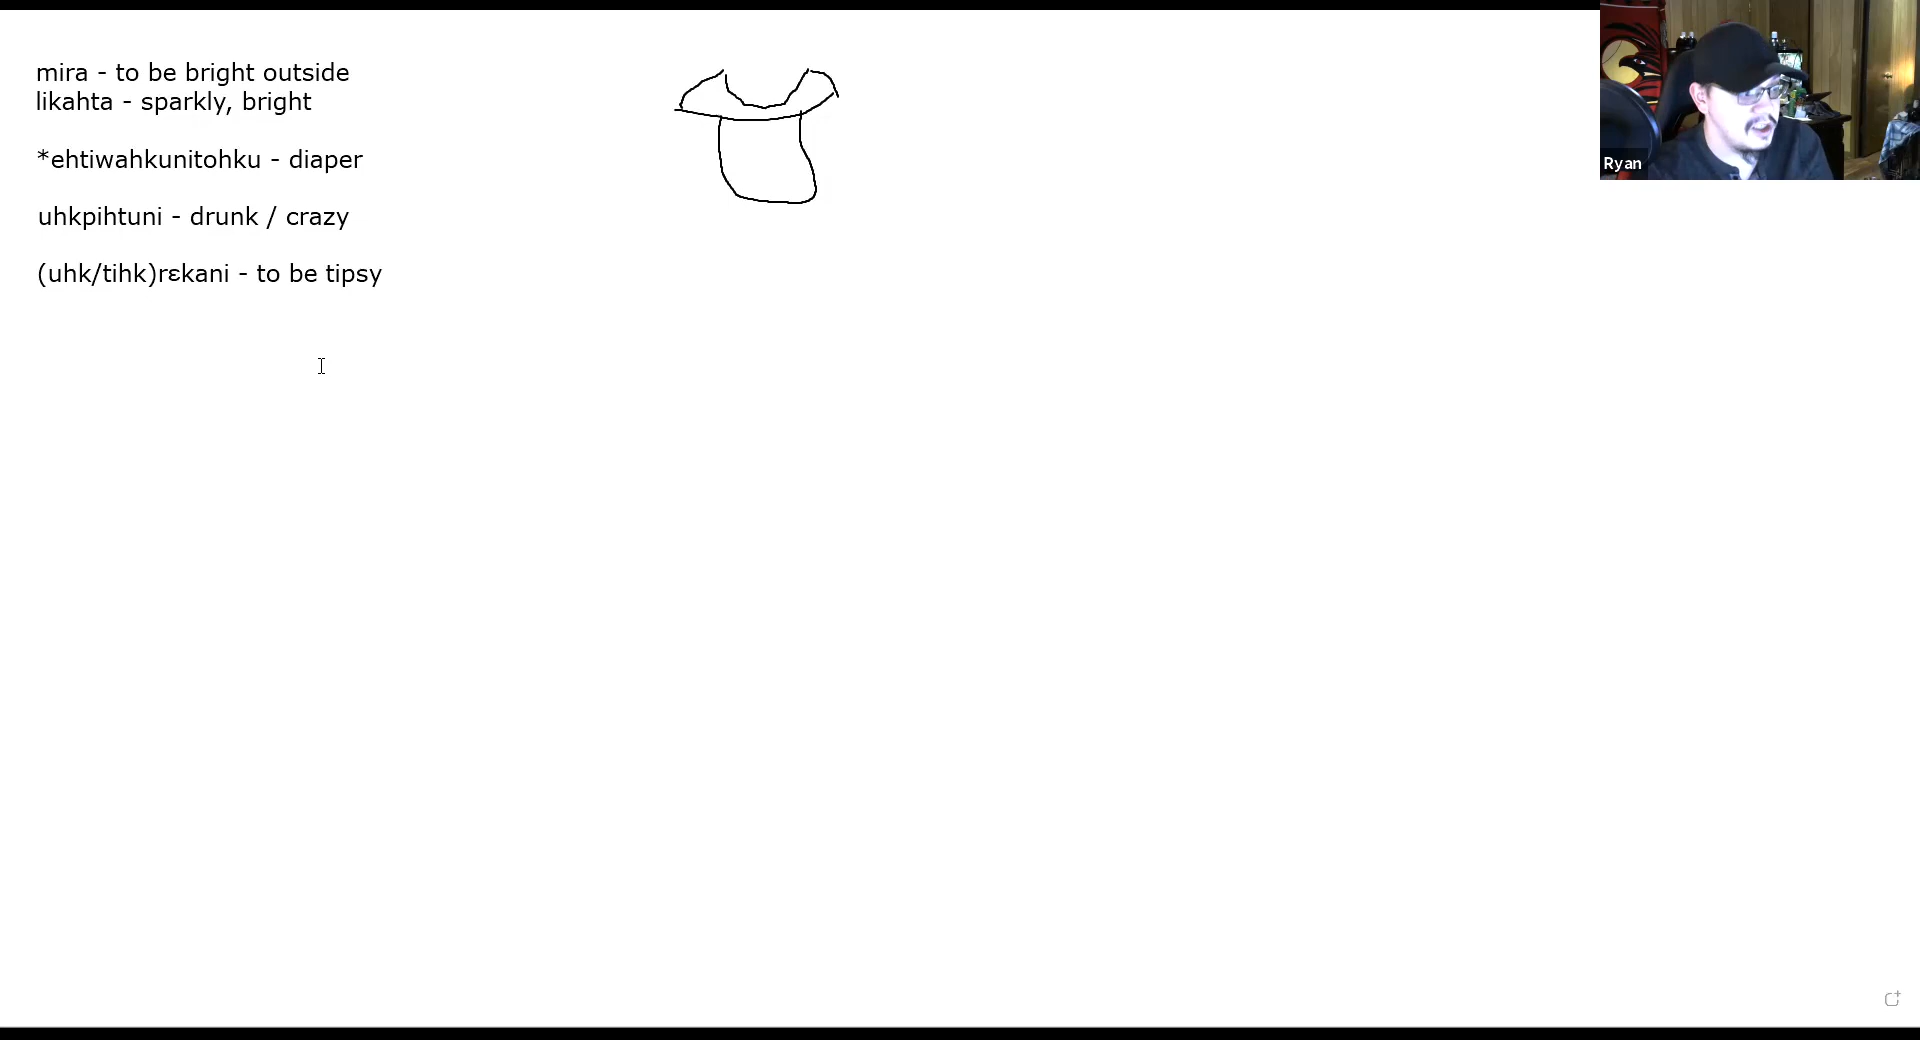 mira - to be bright outside
likahta - sparkly, bright
*ehtiwahkunitohku - diaper
uhkpihtuni - drunk / crazy
(uhk/tihk)rɛkani - to be tipsy
Ryan